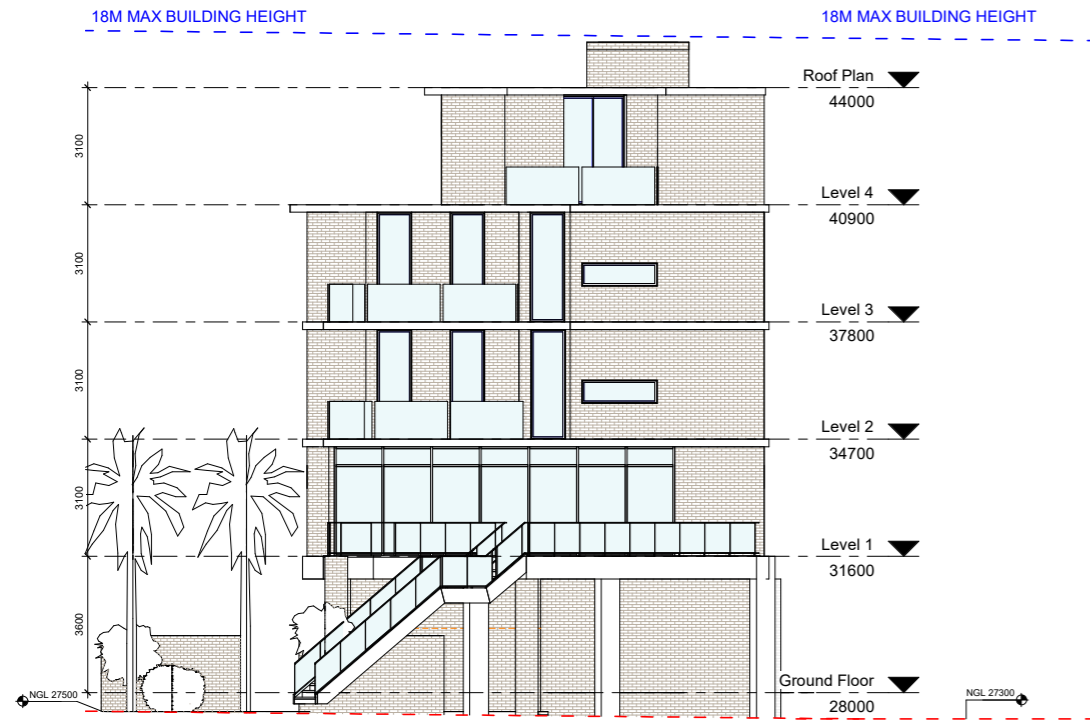 18M MAX BUILDING HEIGHT
18M MAX BUILDING HEIGHT
Roof Plan
44000
3100
Level 4
40900
3100
Level 3
37800
3100
Level 2
34700
3100
Level 1
31600
3600
Ground Floor
28000
NGL 27500
NGL 27300